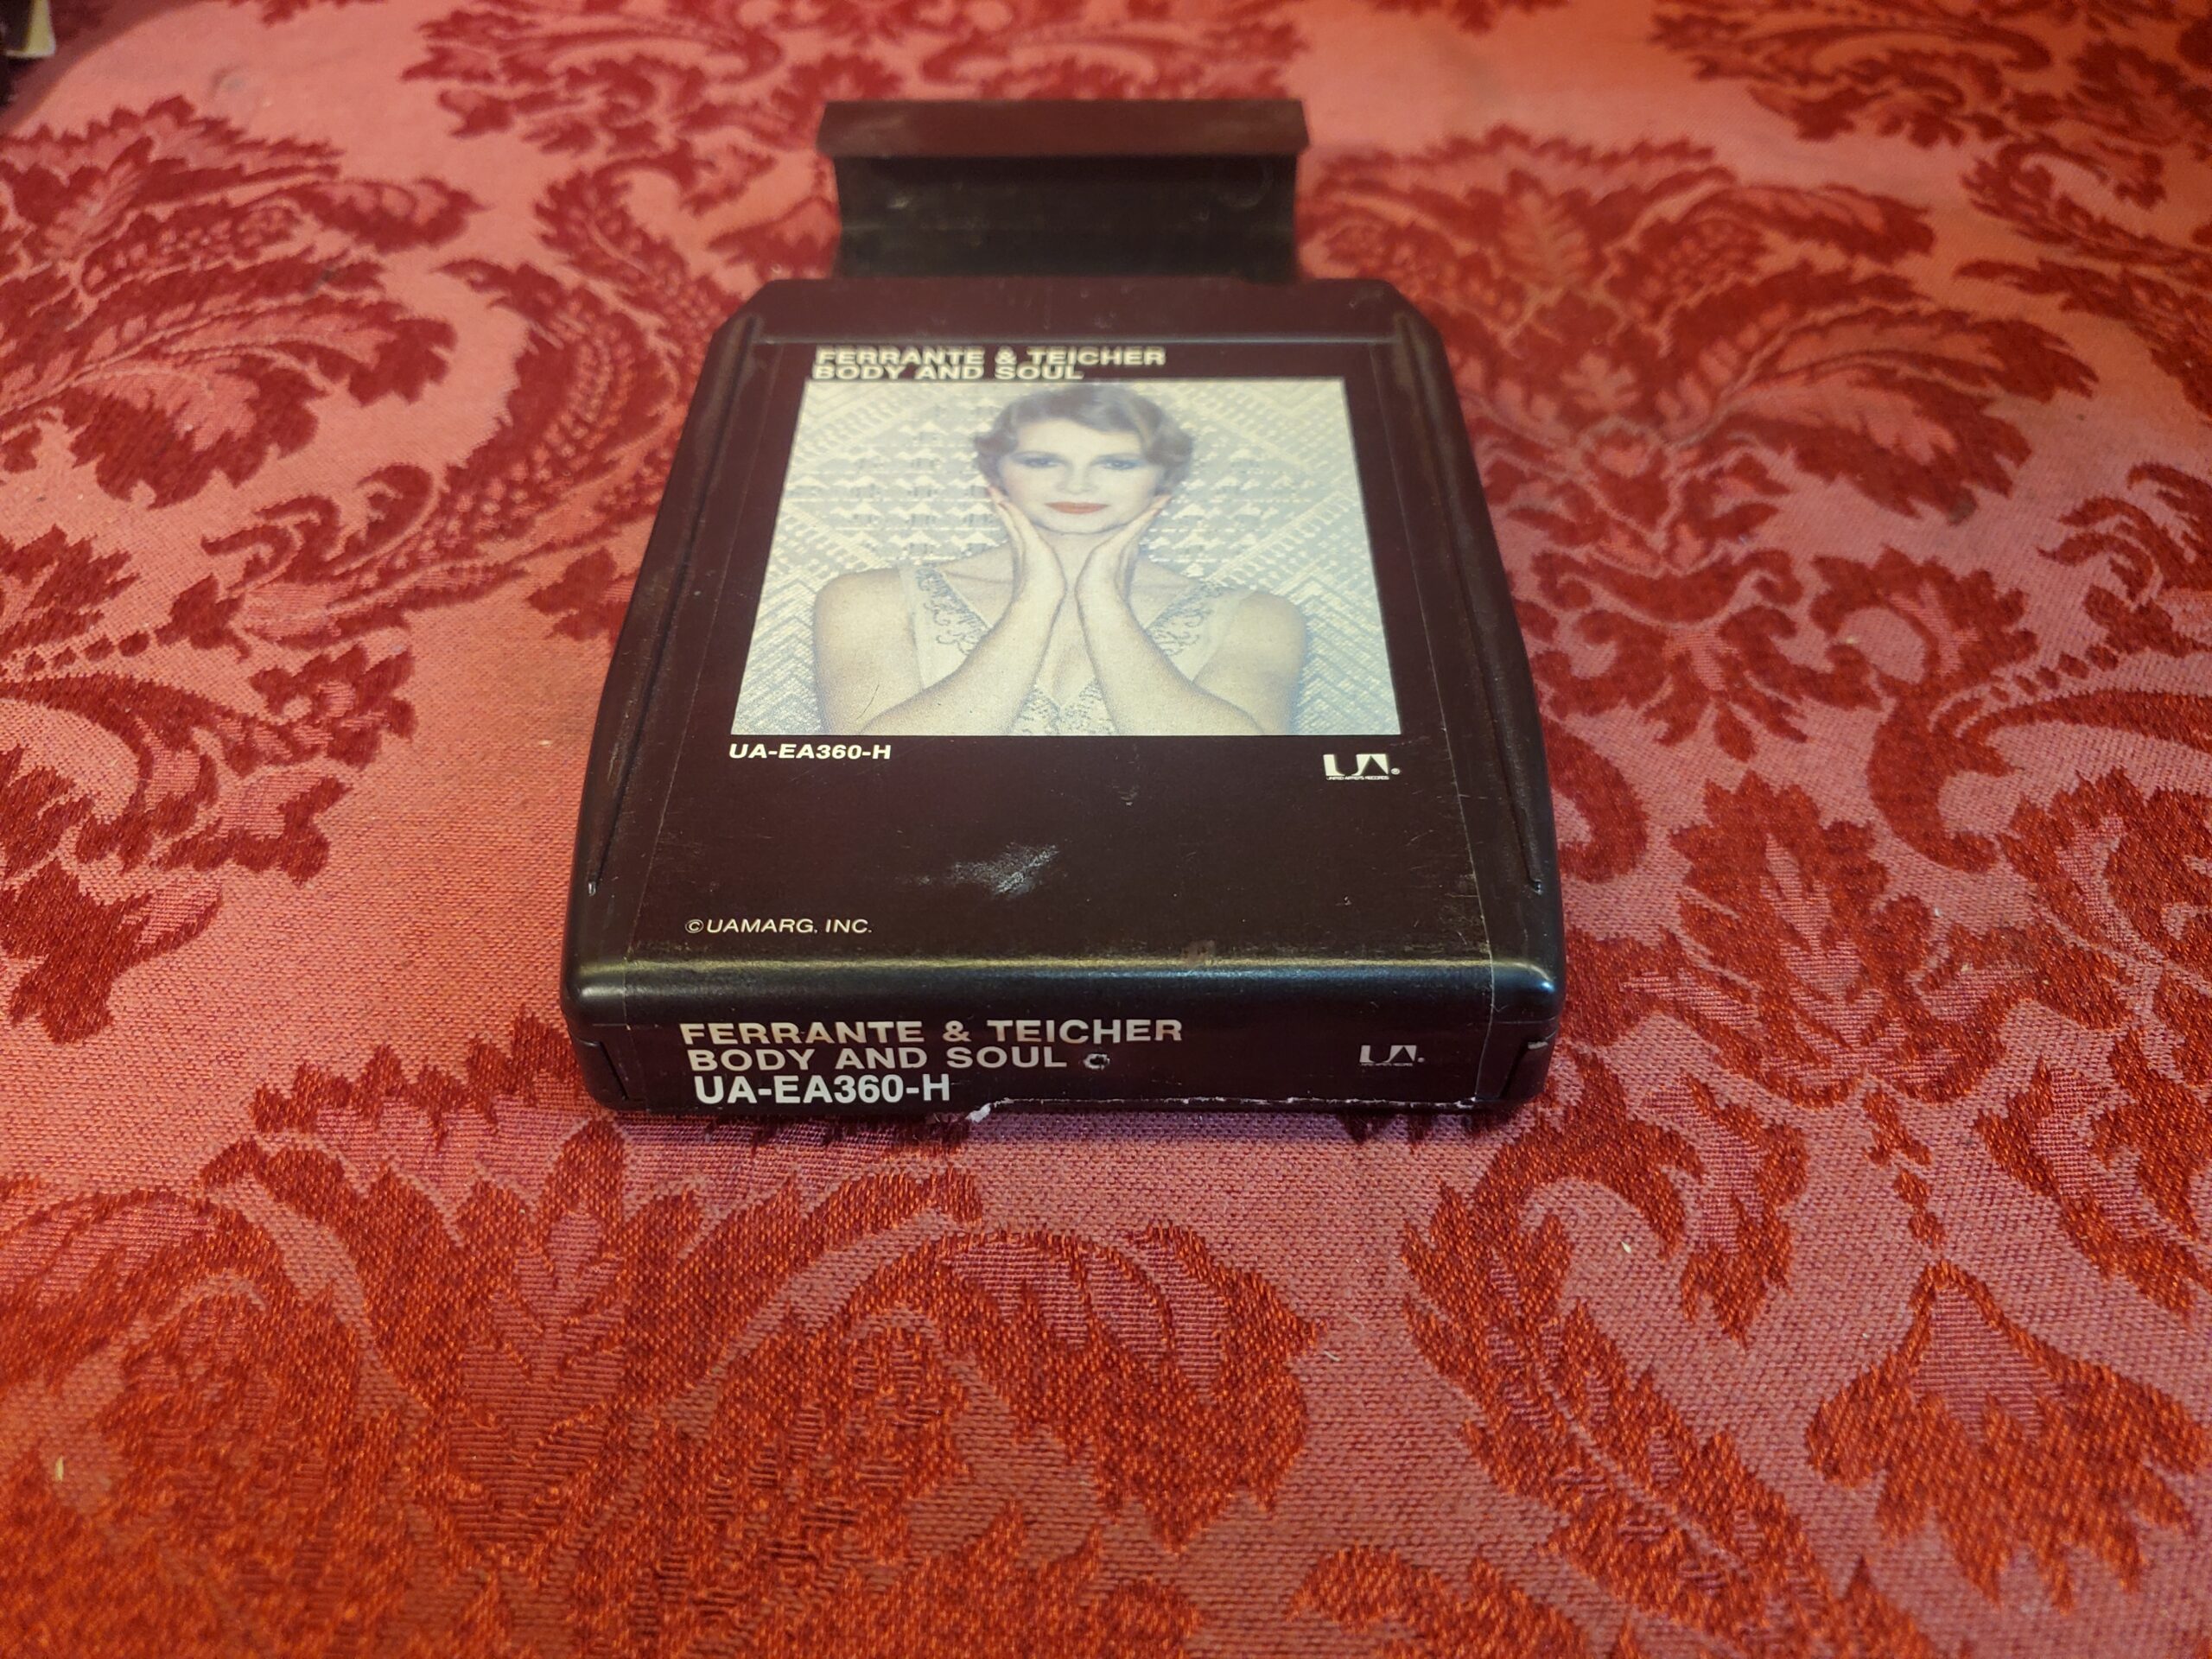 FERRANTE & TEICHER
BODY AND SOUL
UA-EA360-H
UA®
©UAMARG, INC.
FERRANTE & TEICHER
BODY AND SOUL
UA-EA360-H
UA